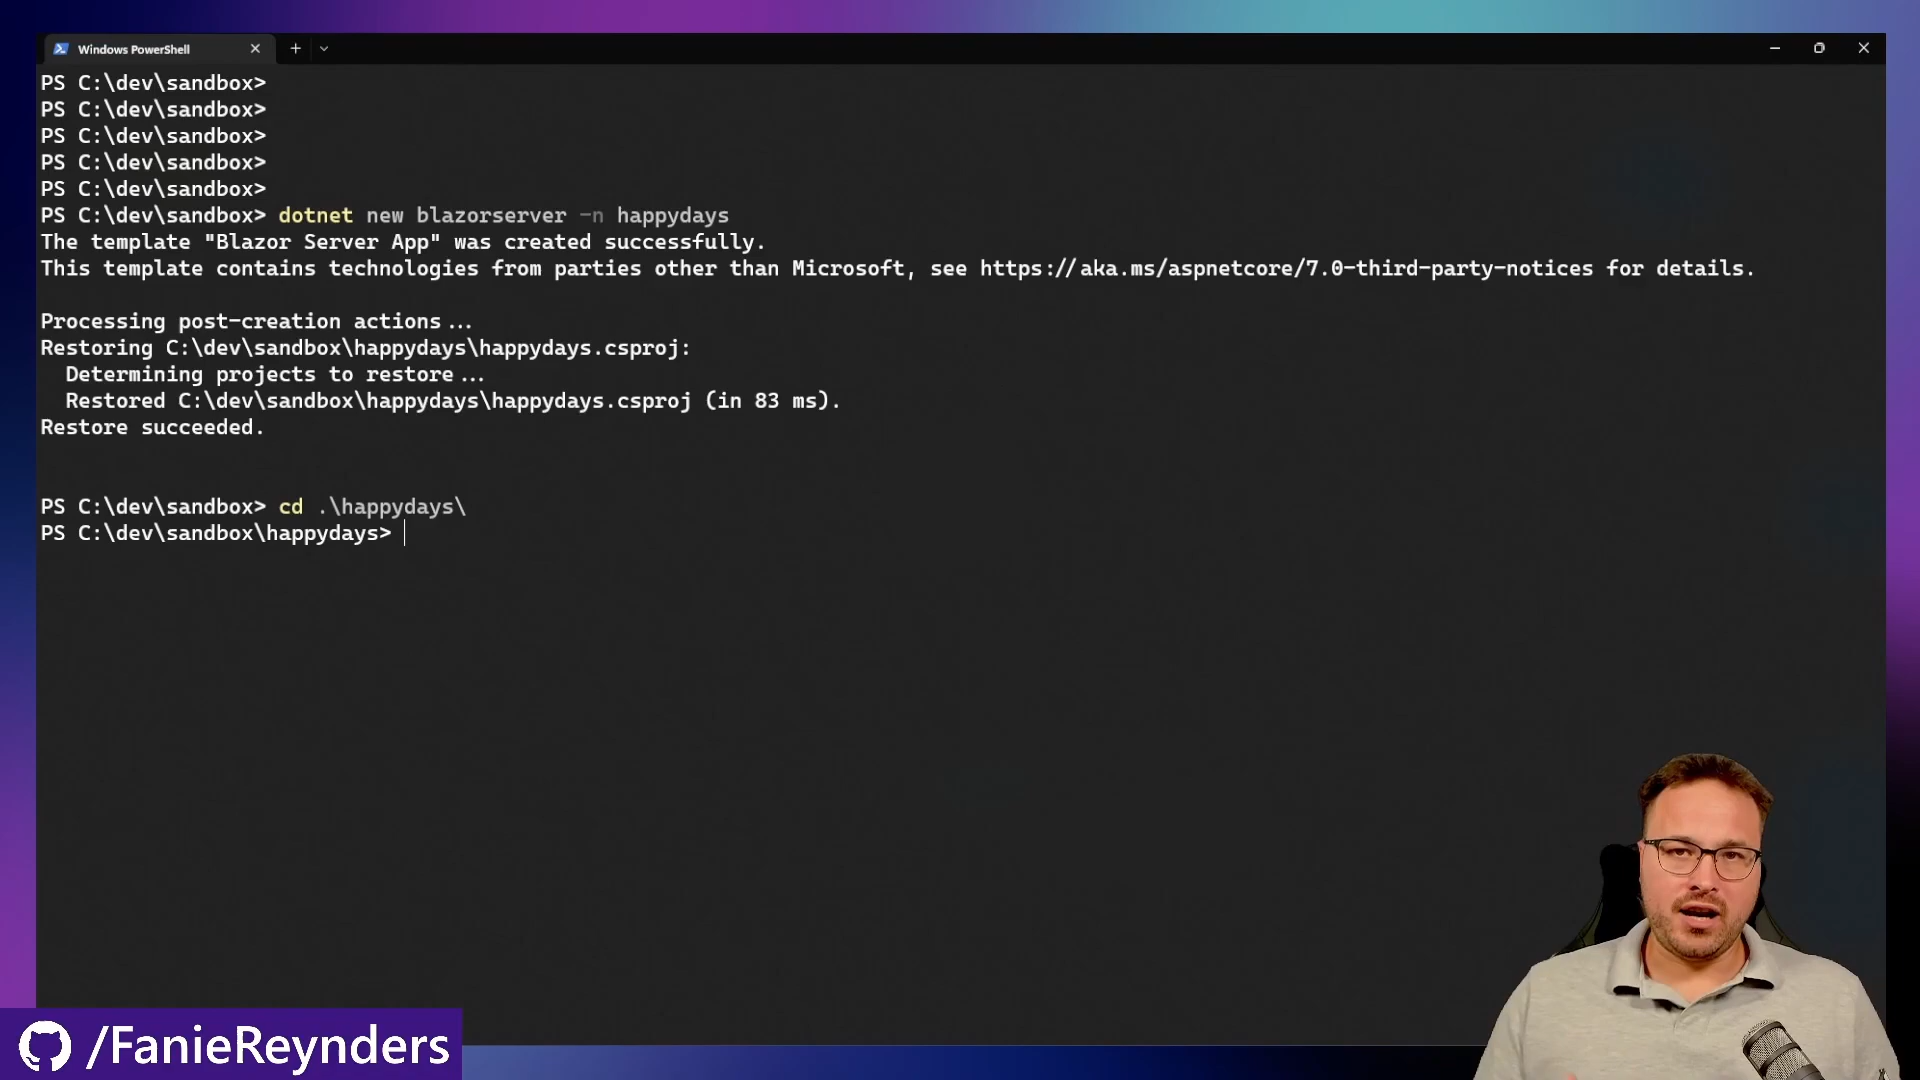 Windows PowerShell
PS C:\dev\sandbox>
PS C:\dev\sandbox>
PS C:\dev\sandbox>
PS C:\dev\sandbox>
PS C:\dev\sandbox>
PS C:\dev\sandbox> dotnet new blazorserver -n happydays
The template "Blazor Server App" was created successfully.
This template contains technologies from parties other than Microsoft, see https://aka.ms/aspnetcore/7.0-third-party-notices for details.
Processing post-creation actions...
Restoring C:\dev\sandbox\happydays\happydays.csproj:
Determining projects to restore...
Restored C:\dev\sandbox\happydays\happydays.csproj (in 83 ms).
Restore succeeded.
PS C:\dev\sandbox> cd .\happydays\
PS C:\dev\sandbox\happydays>
/FanieReynders